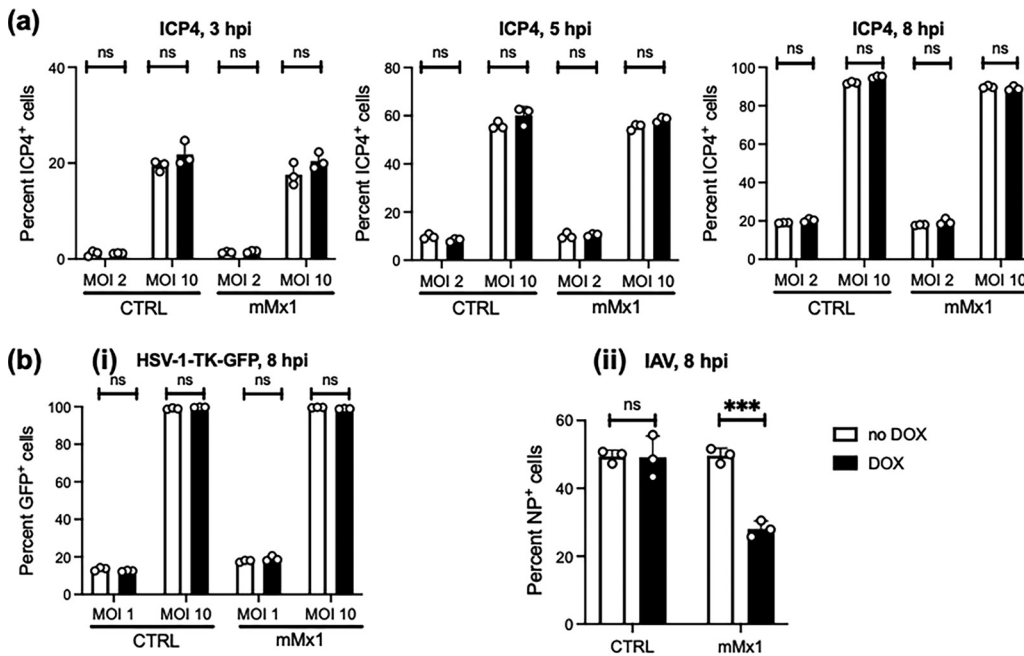 (a)
ICP4, 3 hpi
ns ns ns ns
Percent ICP4+ cells
40
20
0
MOI 2 MOI 10 MOI 2 MOI 10
CTRL mMx1
ICP4, 5 hpi
ns ns ns ns
Percent ICP4+ cells
80
60
40
20
0
MOI 2 MOI 10 MOI 2 MOI 10
CTRL mMx1
ICP4, 8 hpi
ns ns ns ns
Percent ICP4+ cells
100
80
60
40
20
0
MOI 2 MOI 10 MOI 2 MOI 10
CTRL mMx1
(b)
(i) HSV-1-TK-GFP, 8 hpi
ns ns ns ns
Percent GFP+ cells
100
80
60
40
20
0
MOI 1 MOI 10 MOI 1 MOI 10
CTRL mMx1
(ii) IAV, 8 hpi
ns ***
Percent NP+ cells
60
40
20
0
CTRL mMx1
no DOX
DOX